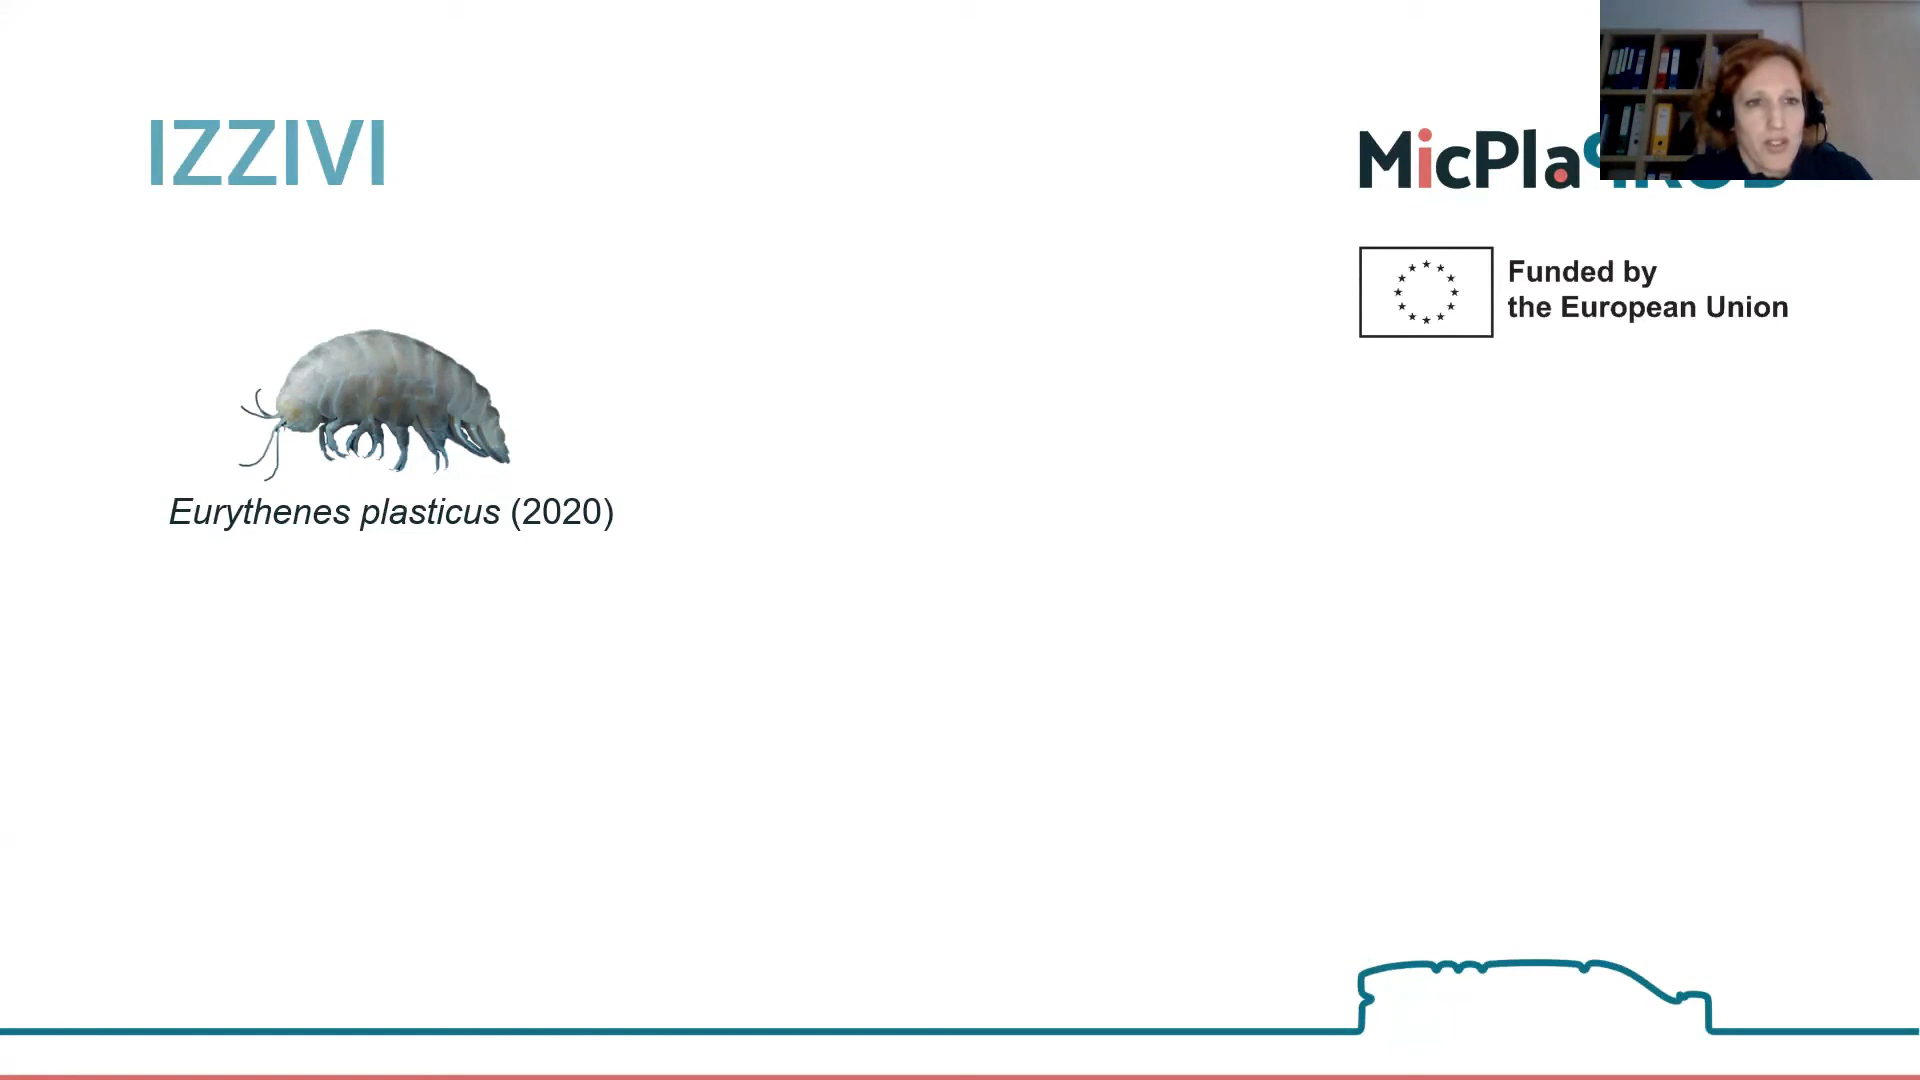 IZZIVI
MicPla
Funded by
the European Union
Eurythenes plasticus (2020)